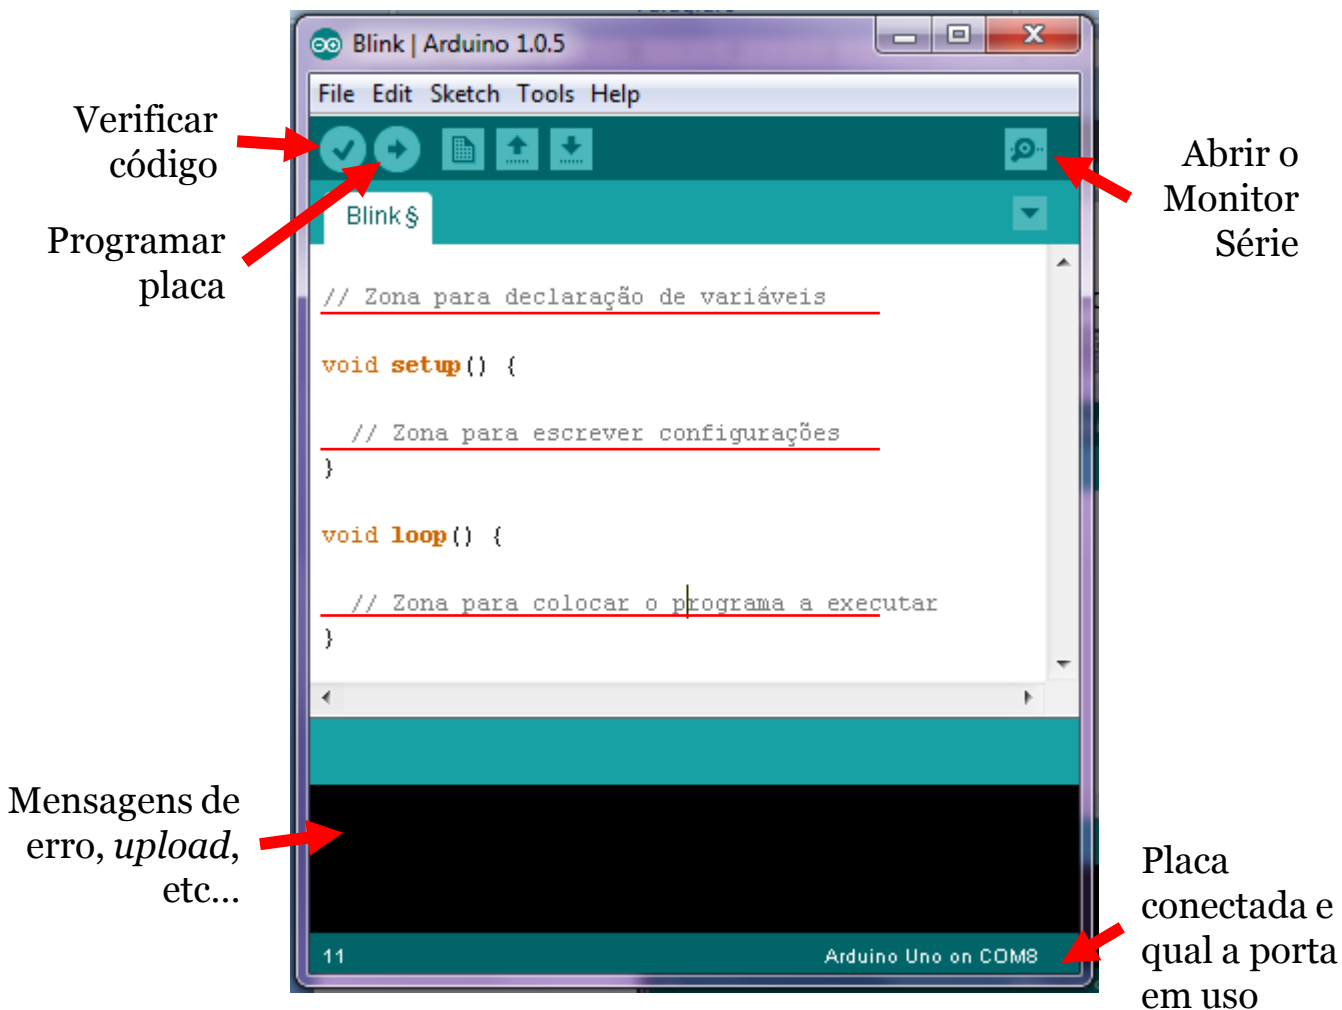 Blink | Arduino 1.0.5
File Edit Sketch Tools Help
Verificar
código
Programar
placa
Abrir o
Monitor
Série
Blink §
// Zona para declaração de variáveis
void setup() {
// Zona para escrever configurações
}
void loop() {
// Zona para colocar o programa a executar
}
Mensagens de
erro, upload,
etc...
Placa
conectada e
qual a porta
em uso
11
Arduino Uno on COM8